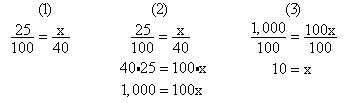 (1) (2) (3)
25/100 = x/40 25/100 = x/40 1,000/100 = 100x/100
40•25 = 100•x 10 = x
1,000 = 100x